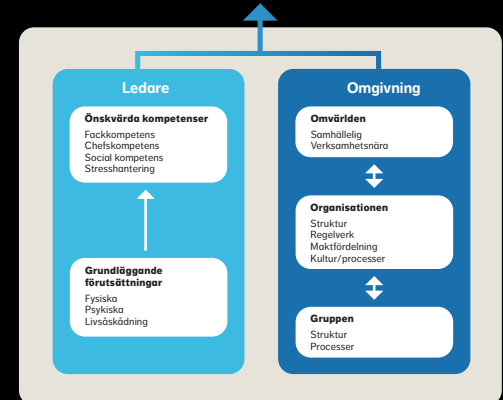 Ledare
Önskvärda kompetenser
Fackkompetens
Chefskompetens
Social kompetens
Stresshantering
Grundläggande
förutsättningar
Fysiska
Psykiska
Livsåskådning
Omgivning
Omvärlden
Samhällelig
Verksamhetsnära
Organisationen
Struktur
Regelverk
Maktfördelning
Kultur/processer
Gruppen
Struktur
Processer